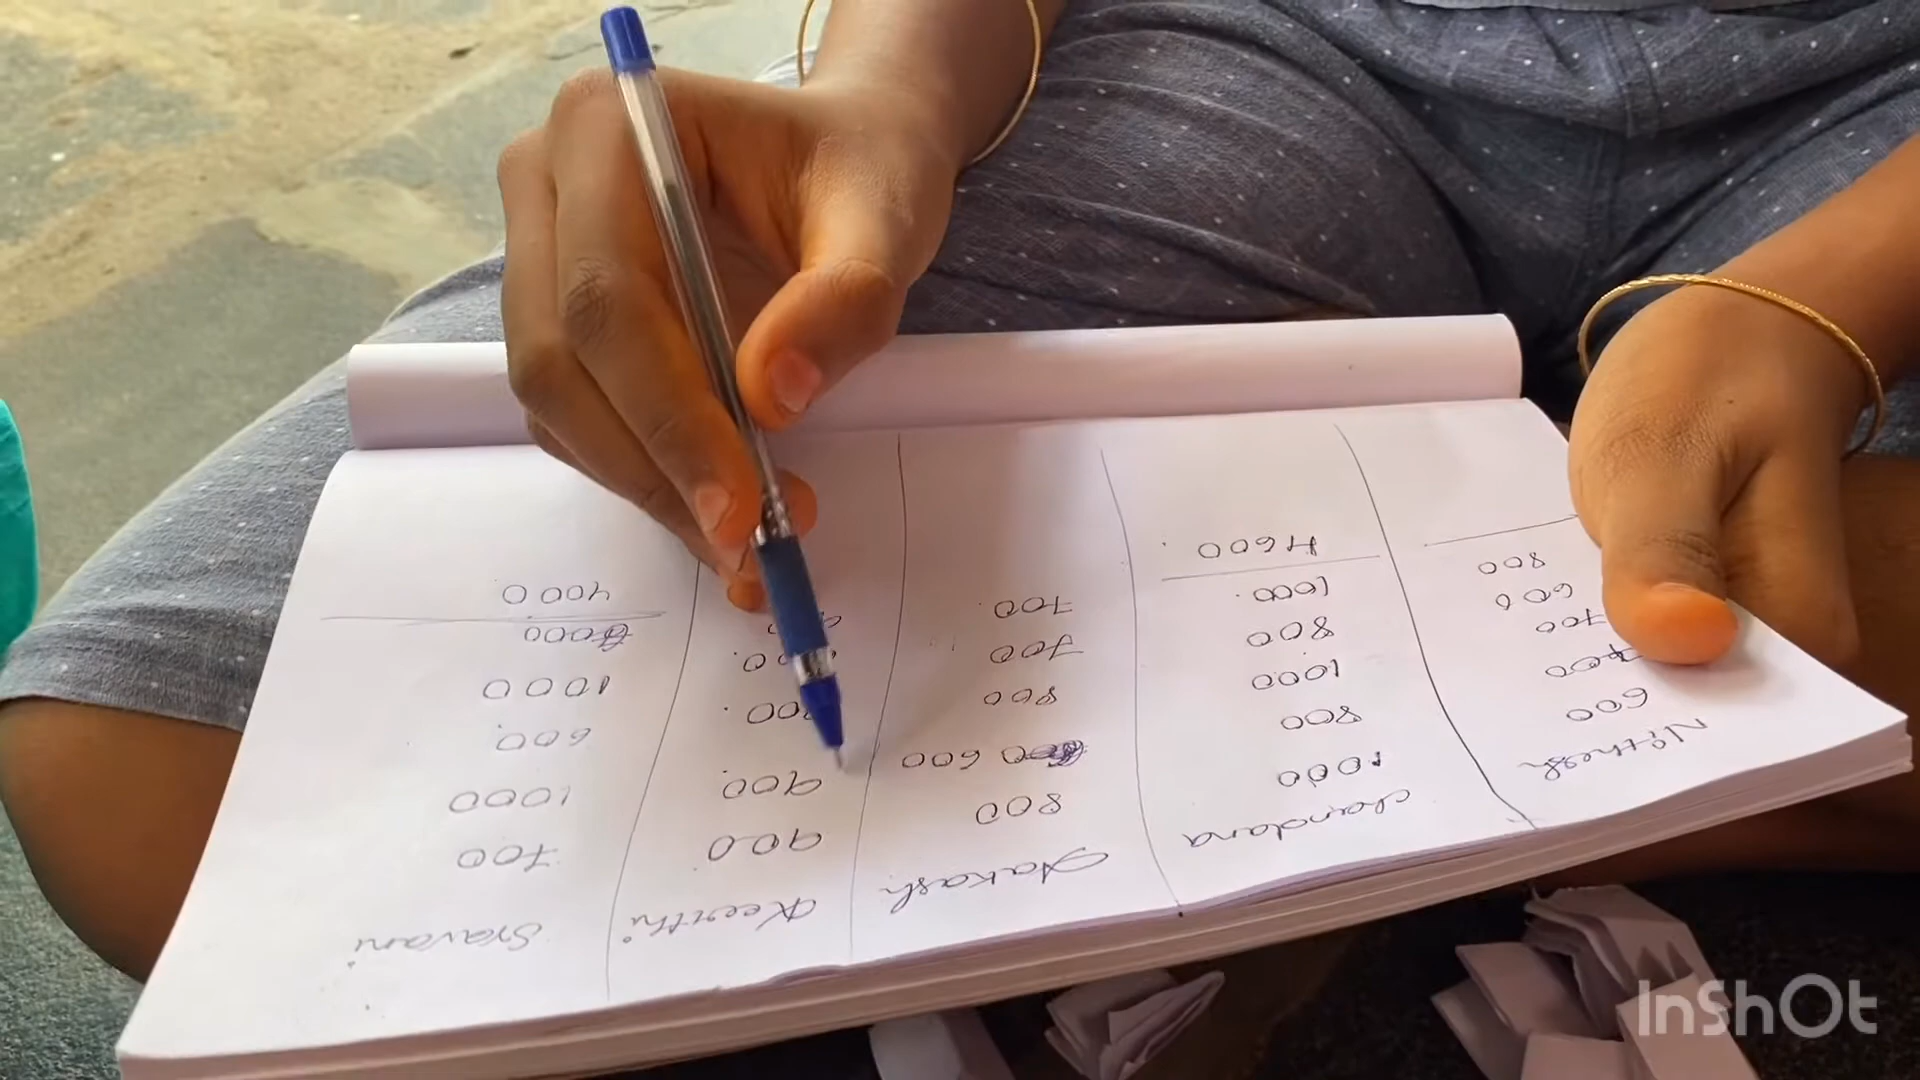 Nithesh chandana Aakash Keerthi Sravani
600 1000 800 900 700
800 600 900 1000
700 1000 800 600
600 800 700 1000
800 1000. 700
4600. 4000
InShOt